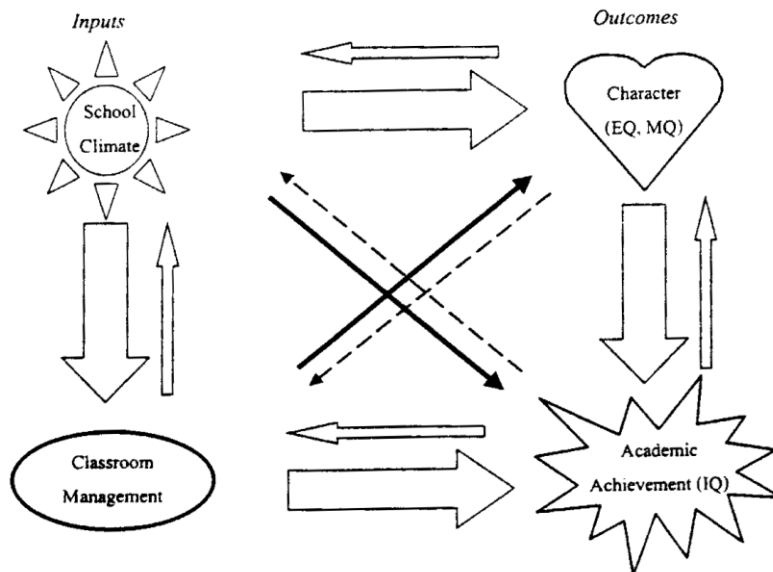 Inputs
Outcomes
School
Climate
Character
(EQ, MQ)
Classroom
Management
Academic
Achievement (IQ)